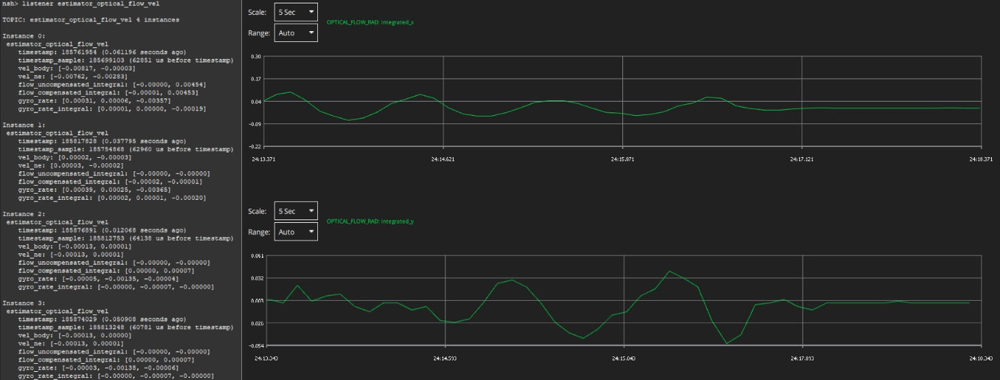 nsh> listener estimator_optical_flow_vel
TOPIC: estimator_optical_flow_vel 4 instances
Instance 0:
estimator_optical_flow_vel
timestamp: 185761954 (0.061196 seconds ago)
timestamp_sample: 185699103 (62851 us before timestamp)
vel_body: [-0.00817, -0.00003]
vel_ne: [-0.00762, -0.00283]
flow_uncompensated_integral: [-0.00000, 0.00454]
flow_compensated_integral: [-0.00001, 0.00453]
gyro_rate: [0.00031, 0.00006, -0.00357]
gyro_rate_integral: [0.00001, 0.00000, -0.00019]
Instance 1:
estimator_optical_flow_vel
timestamp: 185817828 (0.037795 seconds ago)
timestamp_sample: 185754868 (62960 us before timestamp)
vel_body: [0.00002, -0.00003]
vel_ne: [0.00003, -0.00002]
flow_uncompensated_integral: [-0.00000, -0.00000]
flow_compensated_integral: [-0.00002, -0.00001]
gyro_rate: [0.00039, 0.00025, -0.00365]
gyro_rate_integral: [0.00002, 0.00001, -0.00020]
Instance 2:
estimator_optical_flow_vel
timestamp: 185876891 (0.012068 seconds ago)
timestamp_sample: 185812753 (64138 us before timestamp)
vel_body: [-0.00013, 0.00001]
vel_ne: [-0.00013, 0.00001]
flow_uncompensated_integral: [-0.00000, -0.00000]
flow_compensated_integral: [0.00000, 0.00007]
gyro_rate: [-0.00005, -0.00135, -0.00004]
gyro_rate_integral: [-0.00000, -0.00007, -0.00000]
Instance 3:
estimator_optical_flow_vel
timestamp: 185874029 (0.050908 seconds ago)
timestamp_sample: 185813248 (60781 us before timestamp)
vel_body: [-0.00013, 0.00000]
vel_ne: [-0.00013, 0.00001]
flow_uncompensated_integral: [-0.00000, -0.00000]
flow_compensated_integral: [0.00000, 0.00007]
gyro_rate: [-0.00003, -0.00138, -0.00006]
gyro_rate_integral: [-0.00000, -0.00007, -0.00000]
Scale: 5 Sec
OPTICAL_FLOW_RAD: integrated_x
Range: Auto
0.30
0.17
0.04
-0.09
-0.22
24:13.371 24:14.621 24:15.871 24:17.121 24:18.371
Scale: 5 Sec
OPTICAL_FLOW_RAD: integrated_y
Range: Auto
0.061
0.032
0.003
0.026
-0.054
24:13.343 24:14.593 24:15.843 24:17.093 24:18.343